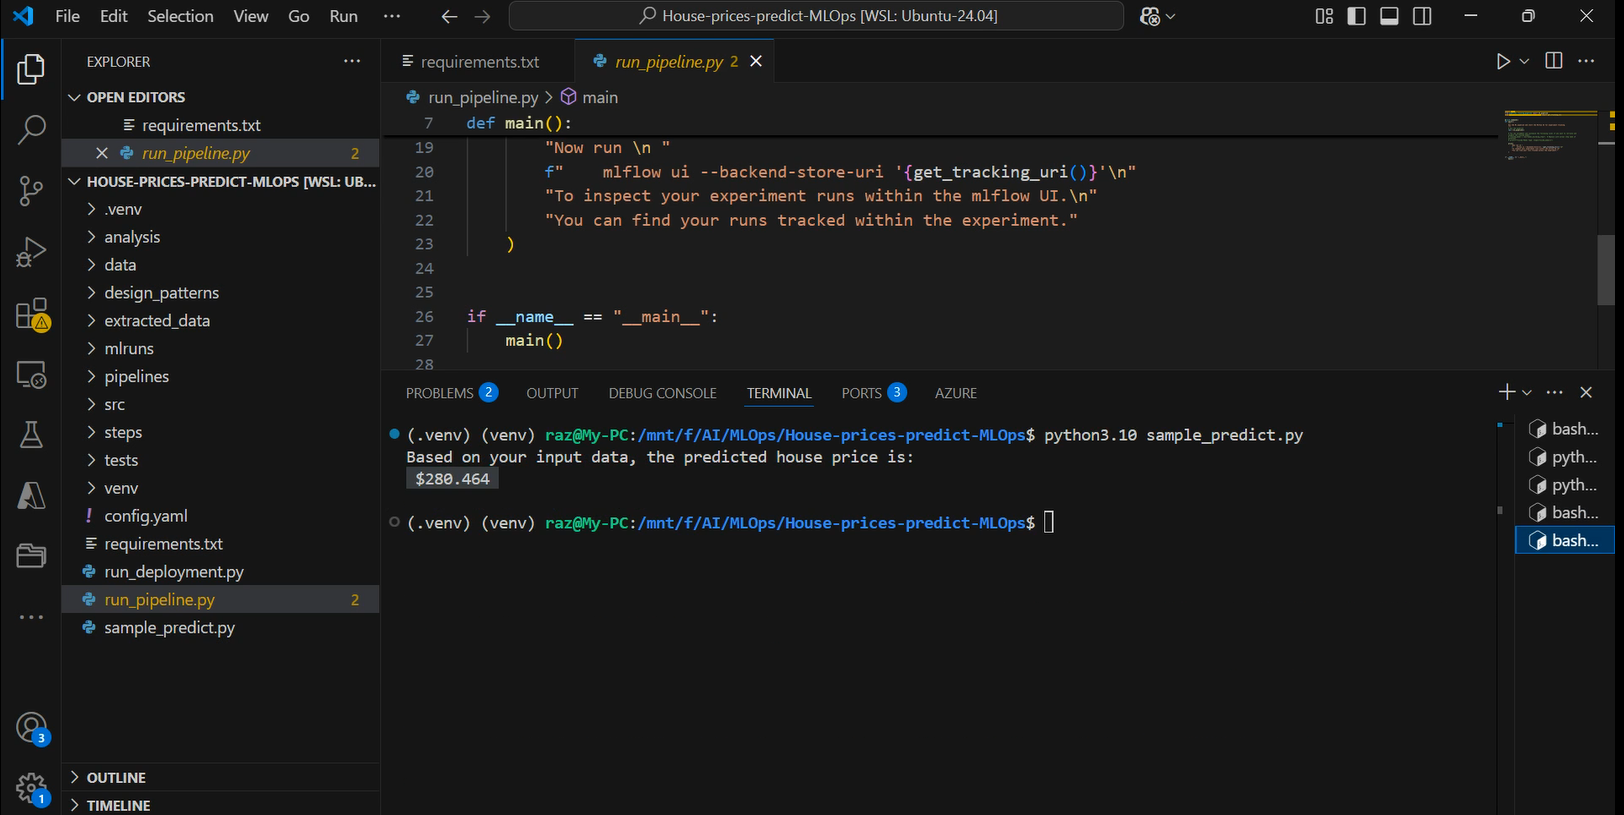 File Edit Selection View Go Run ··· House-prices-predict-MLOps [WSL: Ubuntu-24.04]
EXPLORER
OPEN EDITORS
requirements.txt
run_pipeline.py 2
HOUSE-PRICES-PREDICT-MLOPS [WSL: UB...
.venv
analysis
data
design_patterns
extracted_data
mlruns
pipelines
src
steps
tests
venv
config.yaml
requirements.txt
run_deployment.py
run_pipeline.py 2
sample_predict.py
OUTLINE
TIMELINE
3
1
requirements.txt run_pipeline.py 2
run_pipeline.py > main
7 def main():
19 "Now run \n "
20 f"    mlflow ui --backend-store-uri '{get_tracking_uri()}'\n"
21 "To inspect your experiment runs within the mlflow UI.\n"
22 "You can find your runs tracked within the experiment."
23 )
24
25
26 if __name__ == "__main__":
27 main()
28
PROBLEMS 2 OUTPUT DEBUG CONSOLE TERMINAL PORTS 3 AZURE
(.venv) (venv) raz@My-PC:/mnt/f/AI/MLOps/House-prices-predict-MLOps$ python3.10 sample_predict.py
Based on your input data, the predicted house price is:
$280.464
(.venv) (venv) raz@My-PC:/mnt/f/AI/MLOps/House-prices-predict-MLOps$
bash...
pyth...
pyth...
bash...
bash...